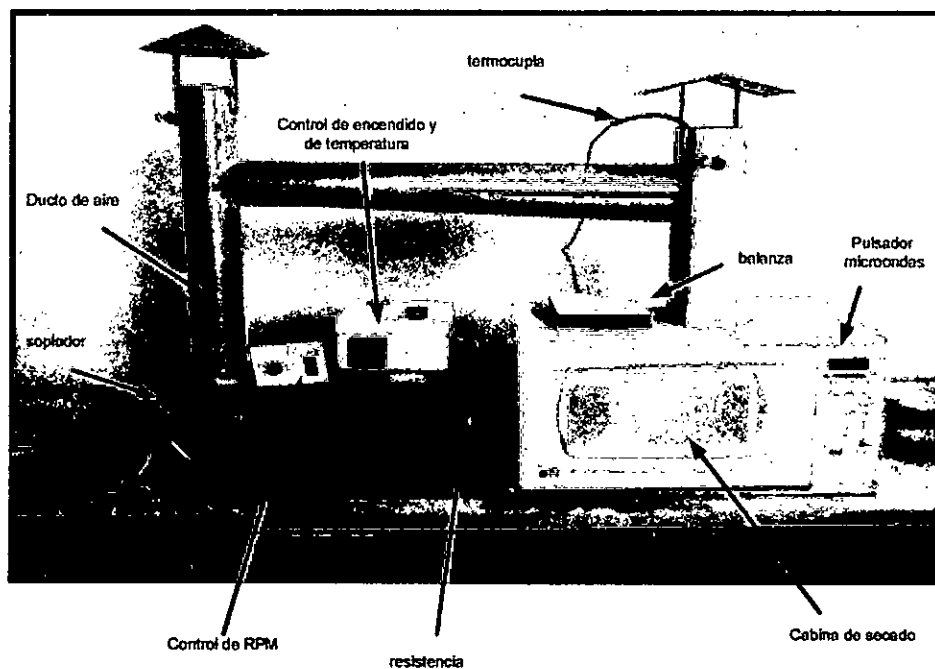 termocupla
Control de encendido y
de temperatura
Ducto de aire
balanza
Pulsador
microondas
soplador
Control de RPM
resistencia
Cabina de secado